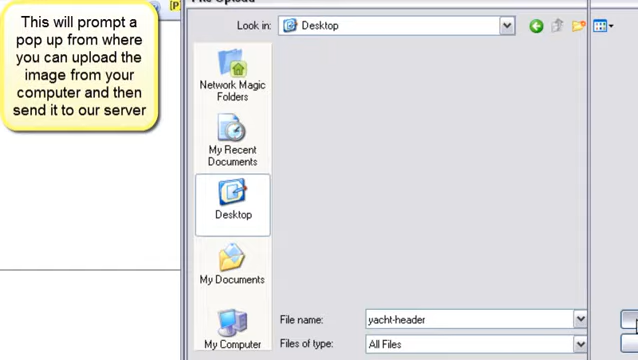 This will prompt a
pop up from where
you can upload the
image from your
computer and then
send it to our server
[P]
Look in:
Desktop
Network Magic
Folders
My Recent
Documents
Desktop
My Documents
My Computer
File name:
yacht-header
Files of type:
All Files